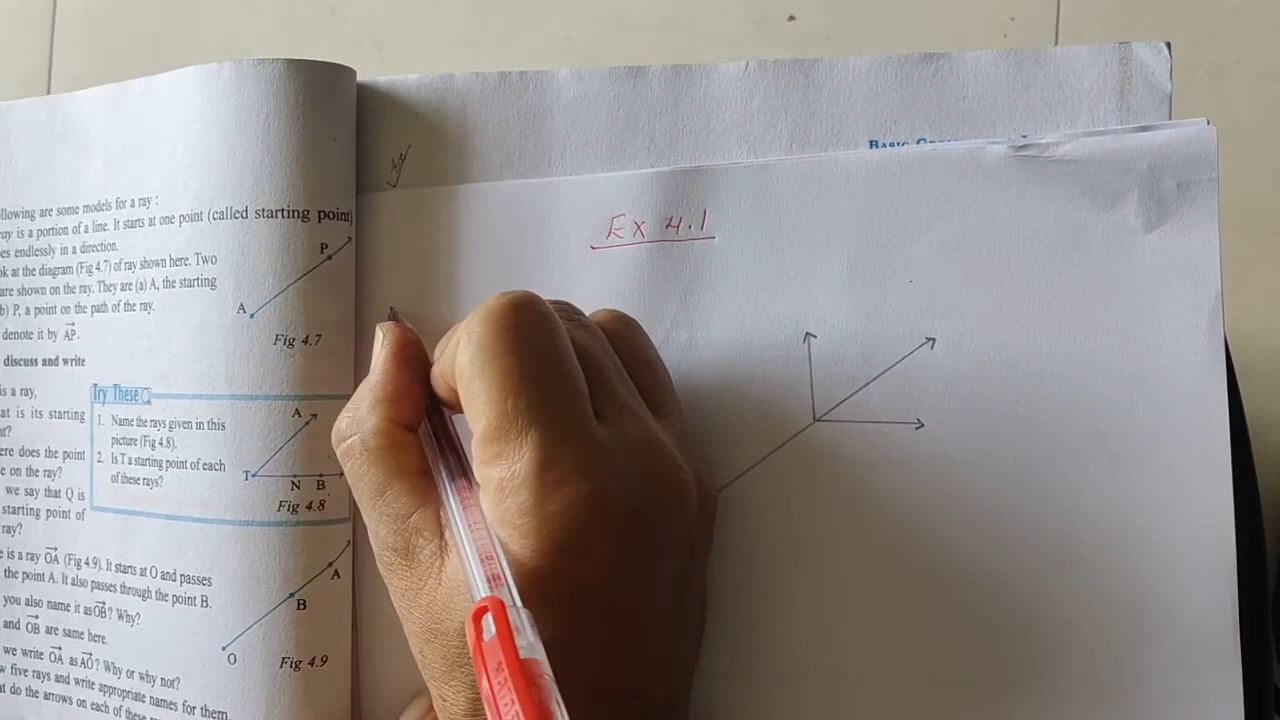 llowing are some models for a ray :
ray is a portion of a line. It starts at one point (called starting point)
es endlessly in a direction.
ok at the diagram (Fig 4.7) of ray shown here. Two
are shown on the ray. They are (a) A, the starting
b) P, a point on the path of the ray.
denote it by AP.
P
A
Fig 4.7
discuss and write
is a ray,
at is its starting
nt?
ere does the point
e on the ray?
we say that Q is
starting point of
ray?
Try These
1. Name the rays given in this
picture (Fig 4.8).
2. Is T a starting point of each
of these rays?
A
T
N B
Fig 4.8
e is a ray OA (Fig 4.9). It starts at O and passes
the point A. It also passes through the point B.
you also name it as OB? Why?
and OB are same here.
we write OA as AO? Why or why not?
w five rays and write appropriate names for them.
at do the arrows on each of these
A
B
O
Fig 4.9
BASIC
Ex 4.1